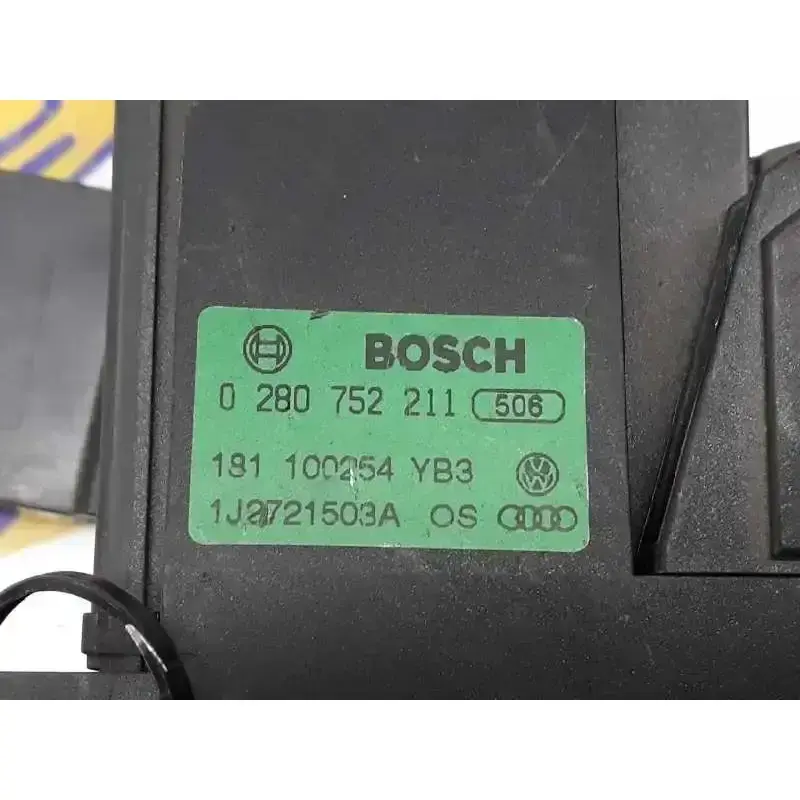 BOSCH
0 280 752 211 506
181 100254 YB3
1J2721503A OS